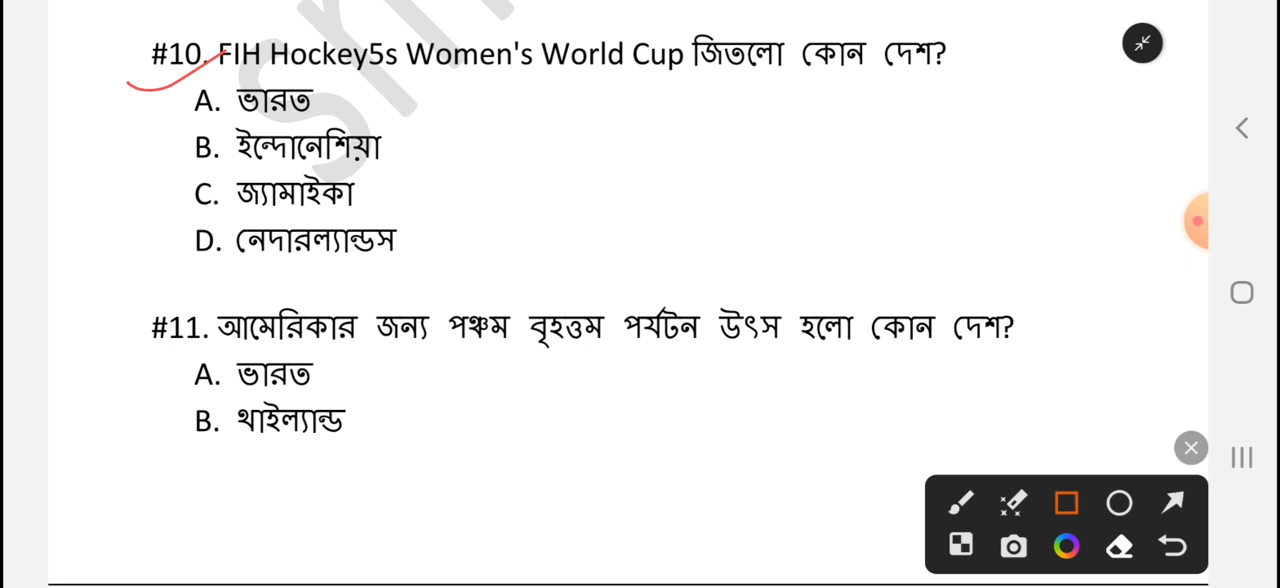 #10. FIH Hockey5s Women's World Cup জিতলো কোন দেশ?
A. ভারত
B. ইন্দোনেশিয়া
C. জ্যামাইকা
D. নেদারল্যান্ডস
#11. আমেরিকার জন্য পঞ্চম বৃহত্তম পর্যটন উৎস হলো কোন দেশ?
A. ভারত
B. থাইল্যান্ড